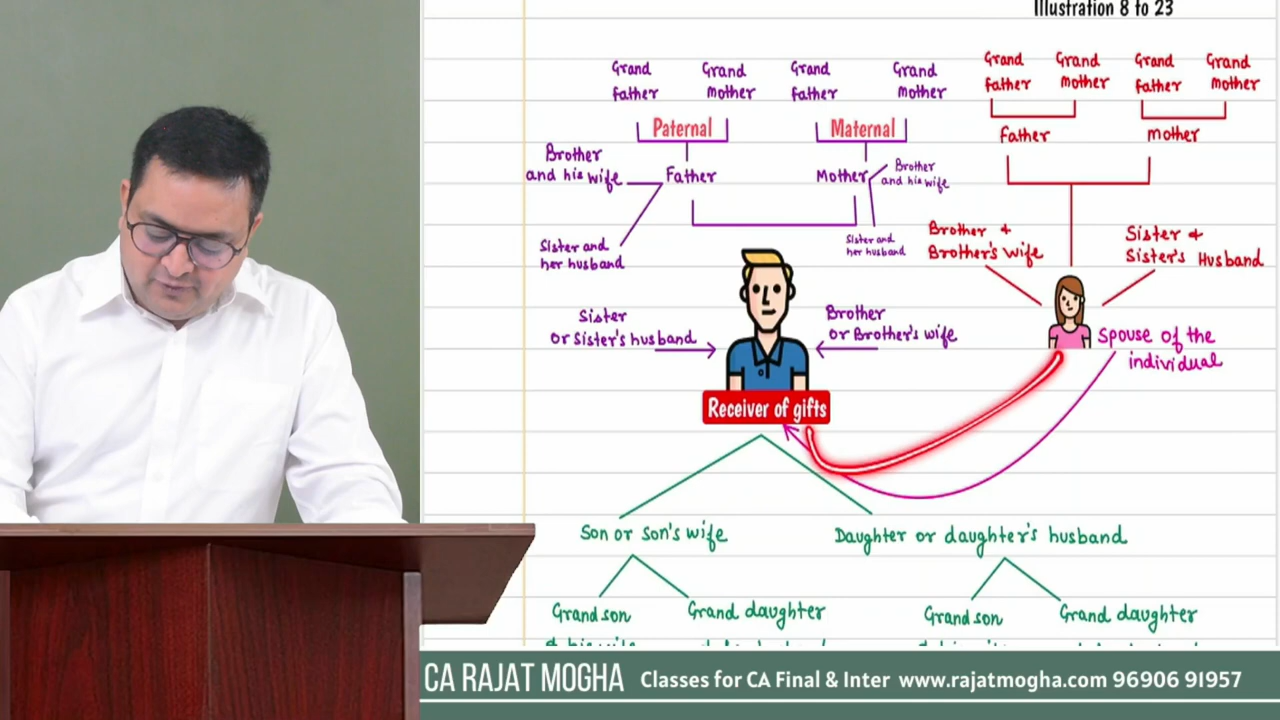 Illustration 8 to 23
Grand Grand Grand Grand
father mother father mother
Grand Grand Grand Grand
father mother father mother
Paternal Maternal
Father mother
Brother
and his wife
Father
Mother
Brother
and his wife
Sister and
her husband
Sister and
her husband
Brother +
Brother's wife
Sister +
Sister's Husband
Sister
or Sister's husband
Brother
or Brother's wife
Spouse of the
individual
Receiver of gifts
Son or son's wife Daughter or daughter's husband
Grand son Grand daughter Grand son Grand daughter
CA RAJAT MOGHA Classes for CA Final & Inter www.rajatmogha.com 96906 91957